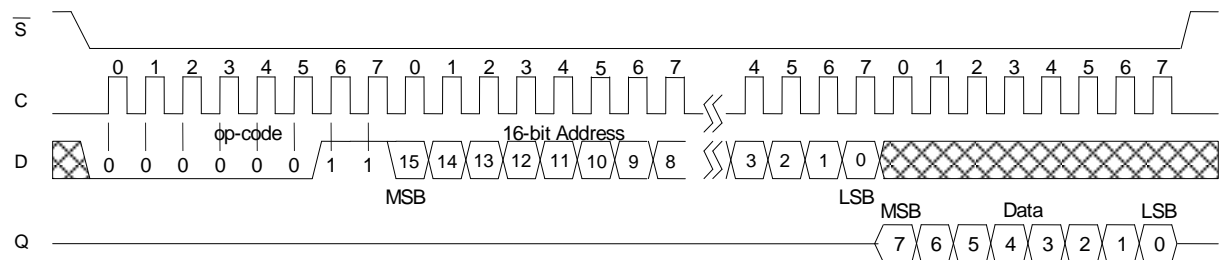 S
0 1 2 3 4 5 6 7 0 1 2 3 4 5 6 7 4 5 6 7 0 1 2 3 4 5 6 7
C
op-code 16-bit Address
D 0 0 0 0 0 0 1 1 15 14 13 12 11 10 9 8 3 2 1 0
MSB LSB
MSB Data LSB
Q 7 6 5 4 3 2 1 0